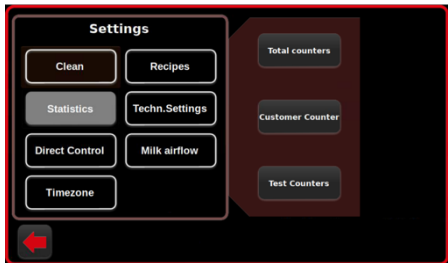 Settings
Clean
Recipes
Statistics
Techn.Settings
Direct Control
Milk airflow
Timezone
Total counters
Customer Counter
Test Counters